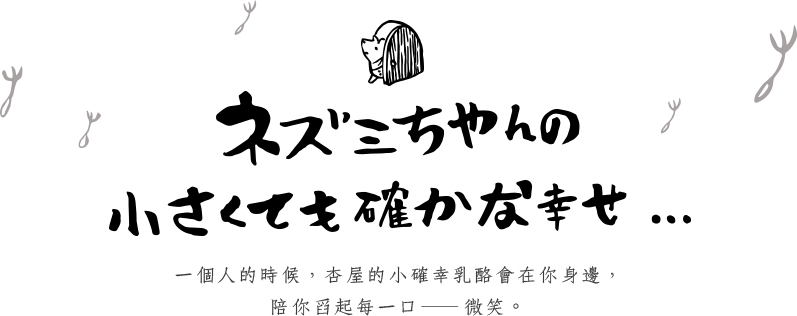 ネズミちやんの
小さくても確かな幸せ …
一個人的時候，杏屋的小確幸乳酪會在你身邊，
陪你舀起每一口——微笑。